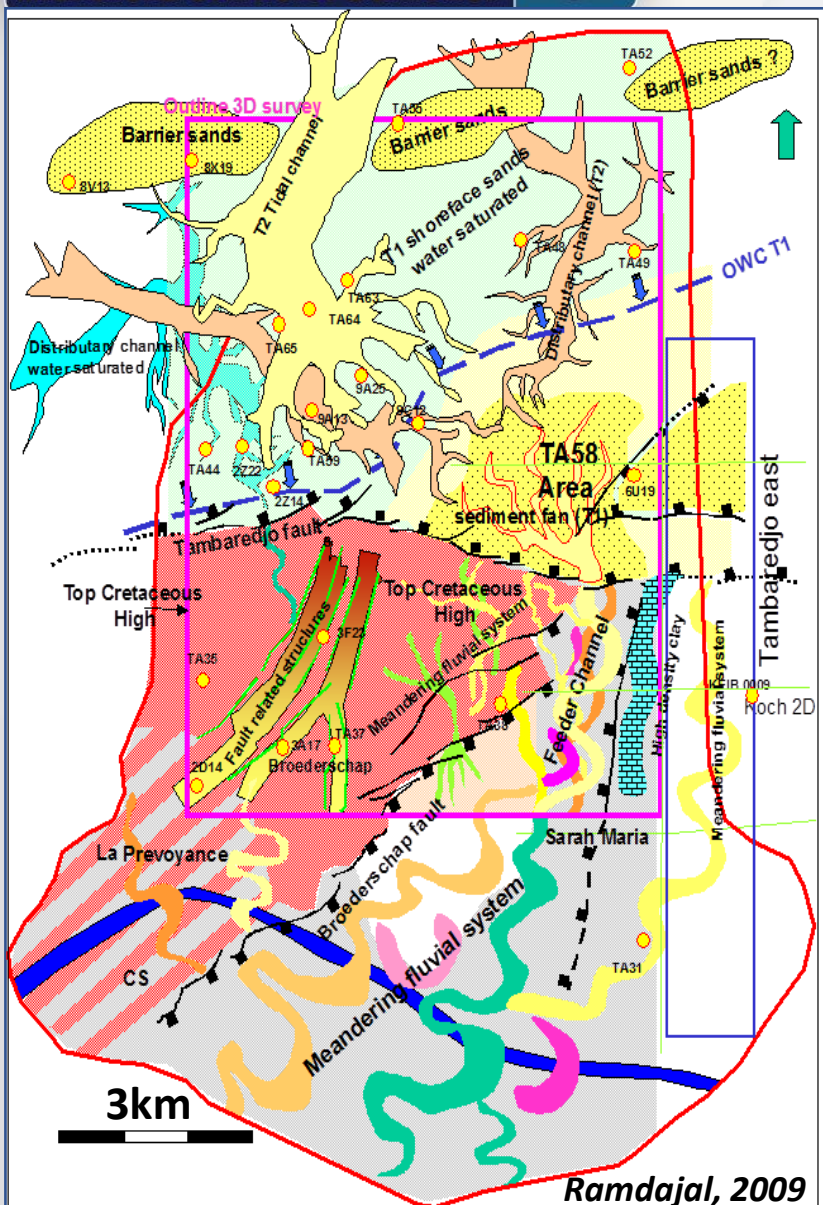 TA52
Barrier sands ?
Outline 3D survey
TA55
Barrier sands
Barrier sands
8X19
8V13
T2 Tidal channel
T1 shoreface sands
water saturated
Distributary channel (T2)
TA48
TA49
OWC T1
TA63
TA64
TA65
Distributary channel
water saturated
9A25
9A13
9C12
TA44
2Z22
TA59
2Z14
TA58
Area
sediment fan (T1)
6U19
Tambaredjo east
Tambaredjo fault
Top Cretaceous
High
Top Cretaceous
High
3F23
TA35
Fault related structures
Meandering fluvial system
TA38
Feeder Channel
High density clay
Meandering fluvial system
Koch 2D
3A17
TA37
Broederschap
2D14
La Prevoyance
Broederschap fault
Sarah Maria
CS
Meandering fluvial system
TA31
3km
Ramdajal, 2009